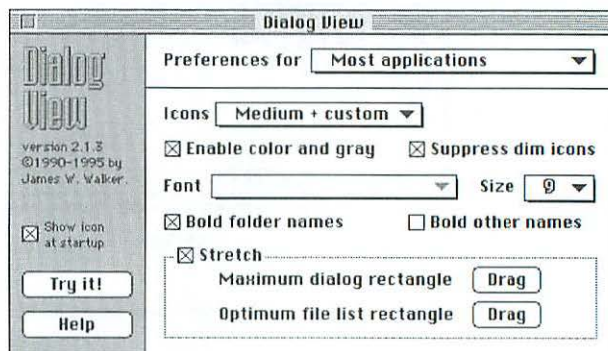 Dialog View
Dialog
View
version 2.1.3
©1990-1995 by
James W. Walker.
Show icon
at startup
Try it!
Help
Preferences for Most applications
Icons Medium + custom
Enable color and gray Suppress dim icons
Font Size 9
Bold folder names Bold other names
Stretch
Maximum dialog rectangle Drag
Optimum file list rectangle Drag